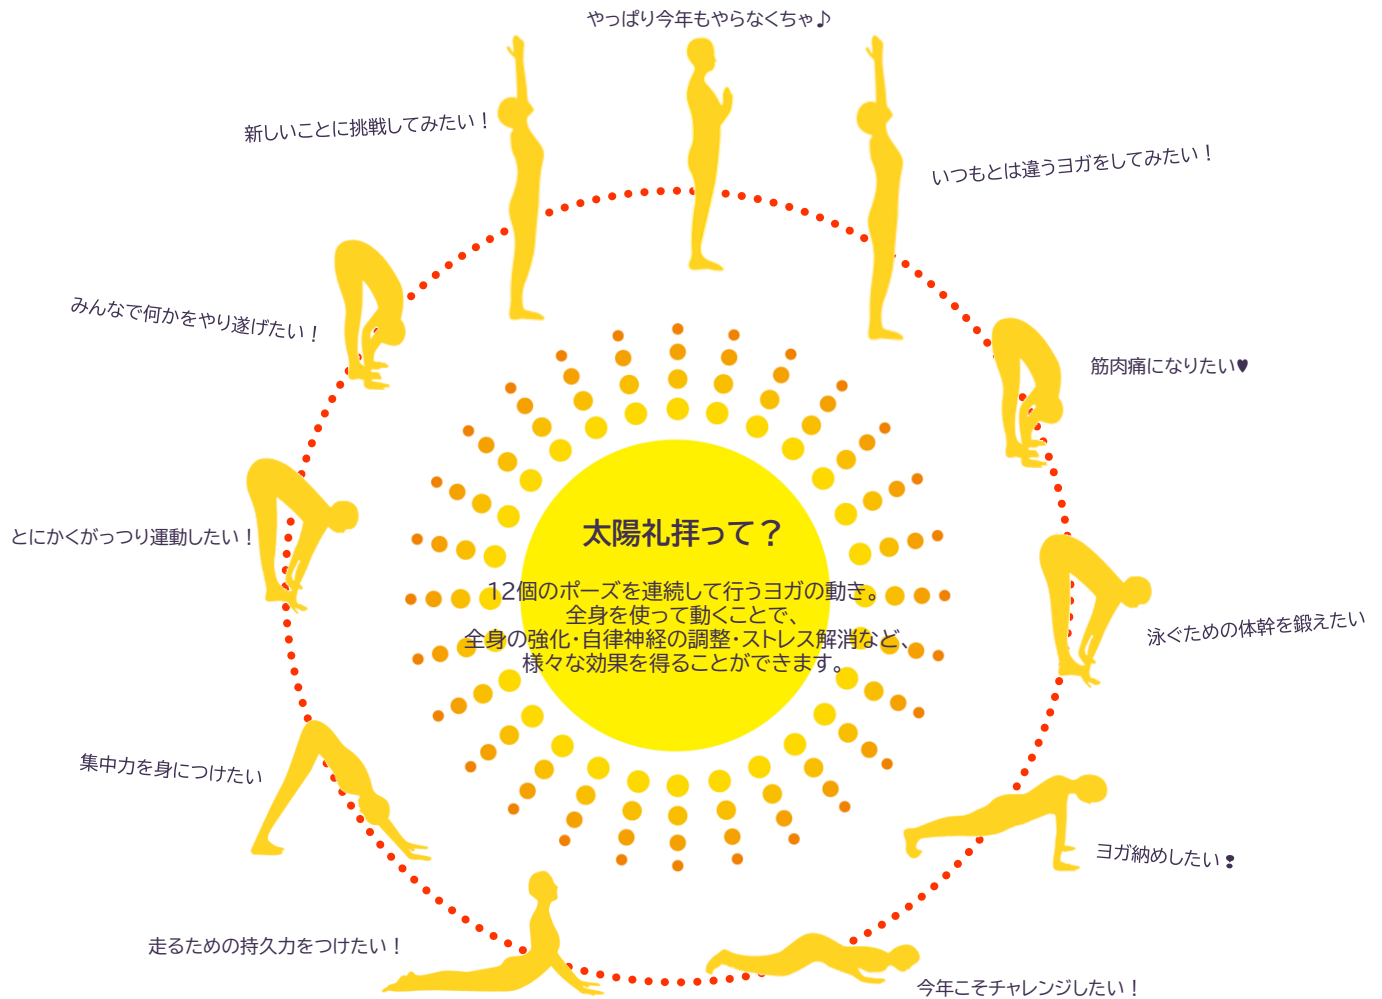 やっぱり今年もやらなくちゃ♪
新しいことに挑戦してみたい！
いつもとは違うヨガをしてみたい！
みんなで何かをやり遂げたい！
筋肉痛になりたい♥
とにかくがっつり運動したい！
太陽礼拝って？
12個のポーズを連続して行うヨガの動き。
全身を使って動くことで、
全身の強化・自律神経の調整・ストレス解消など、
様々な効果を得ることができます。
泳ぐための体幹を鍛えたい
集中力を身につけたい
ヨガ納めしたい❢
走るための持久力をつけたい！
今年こそチャレンジしたい！